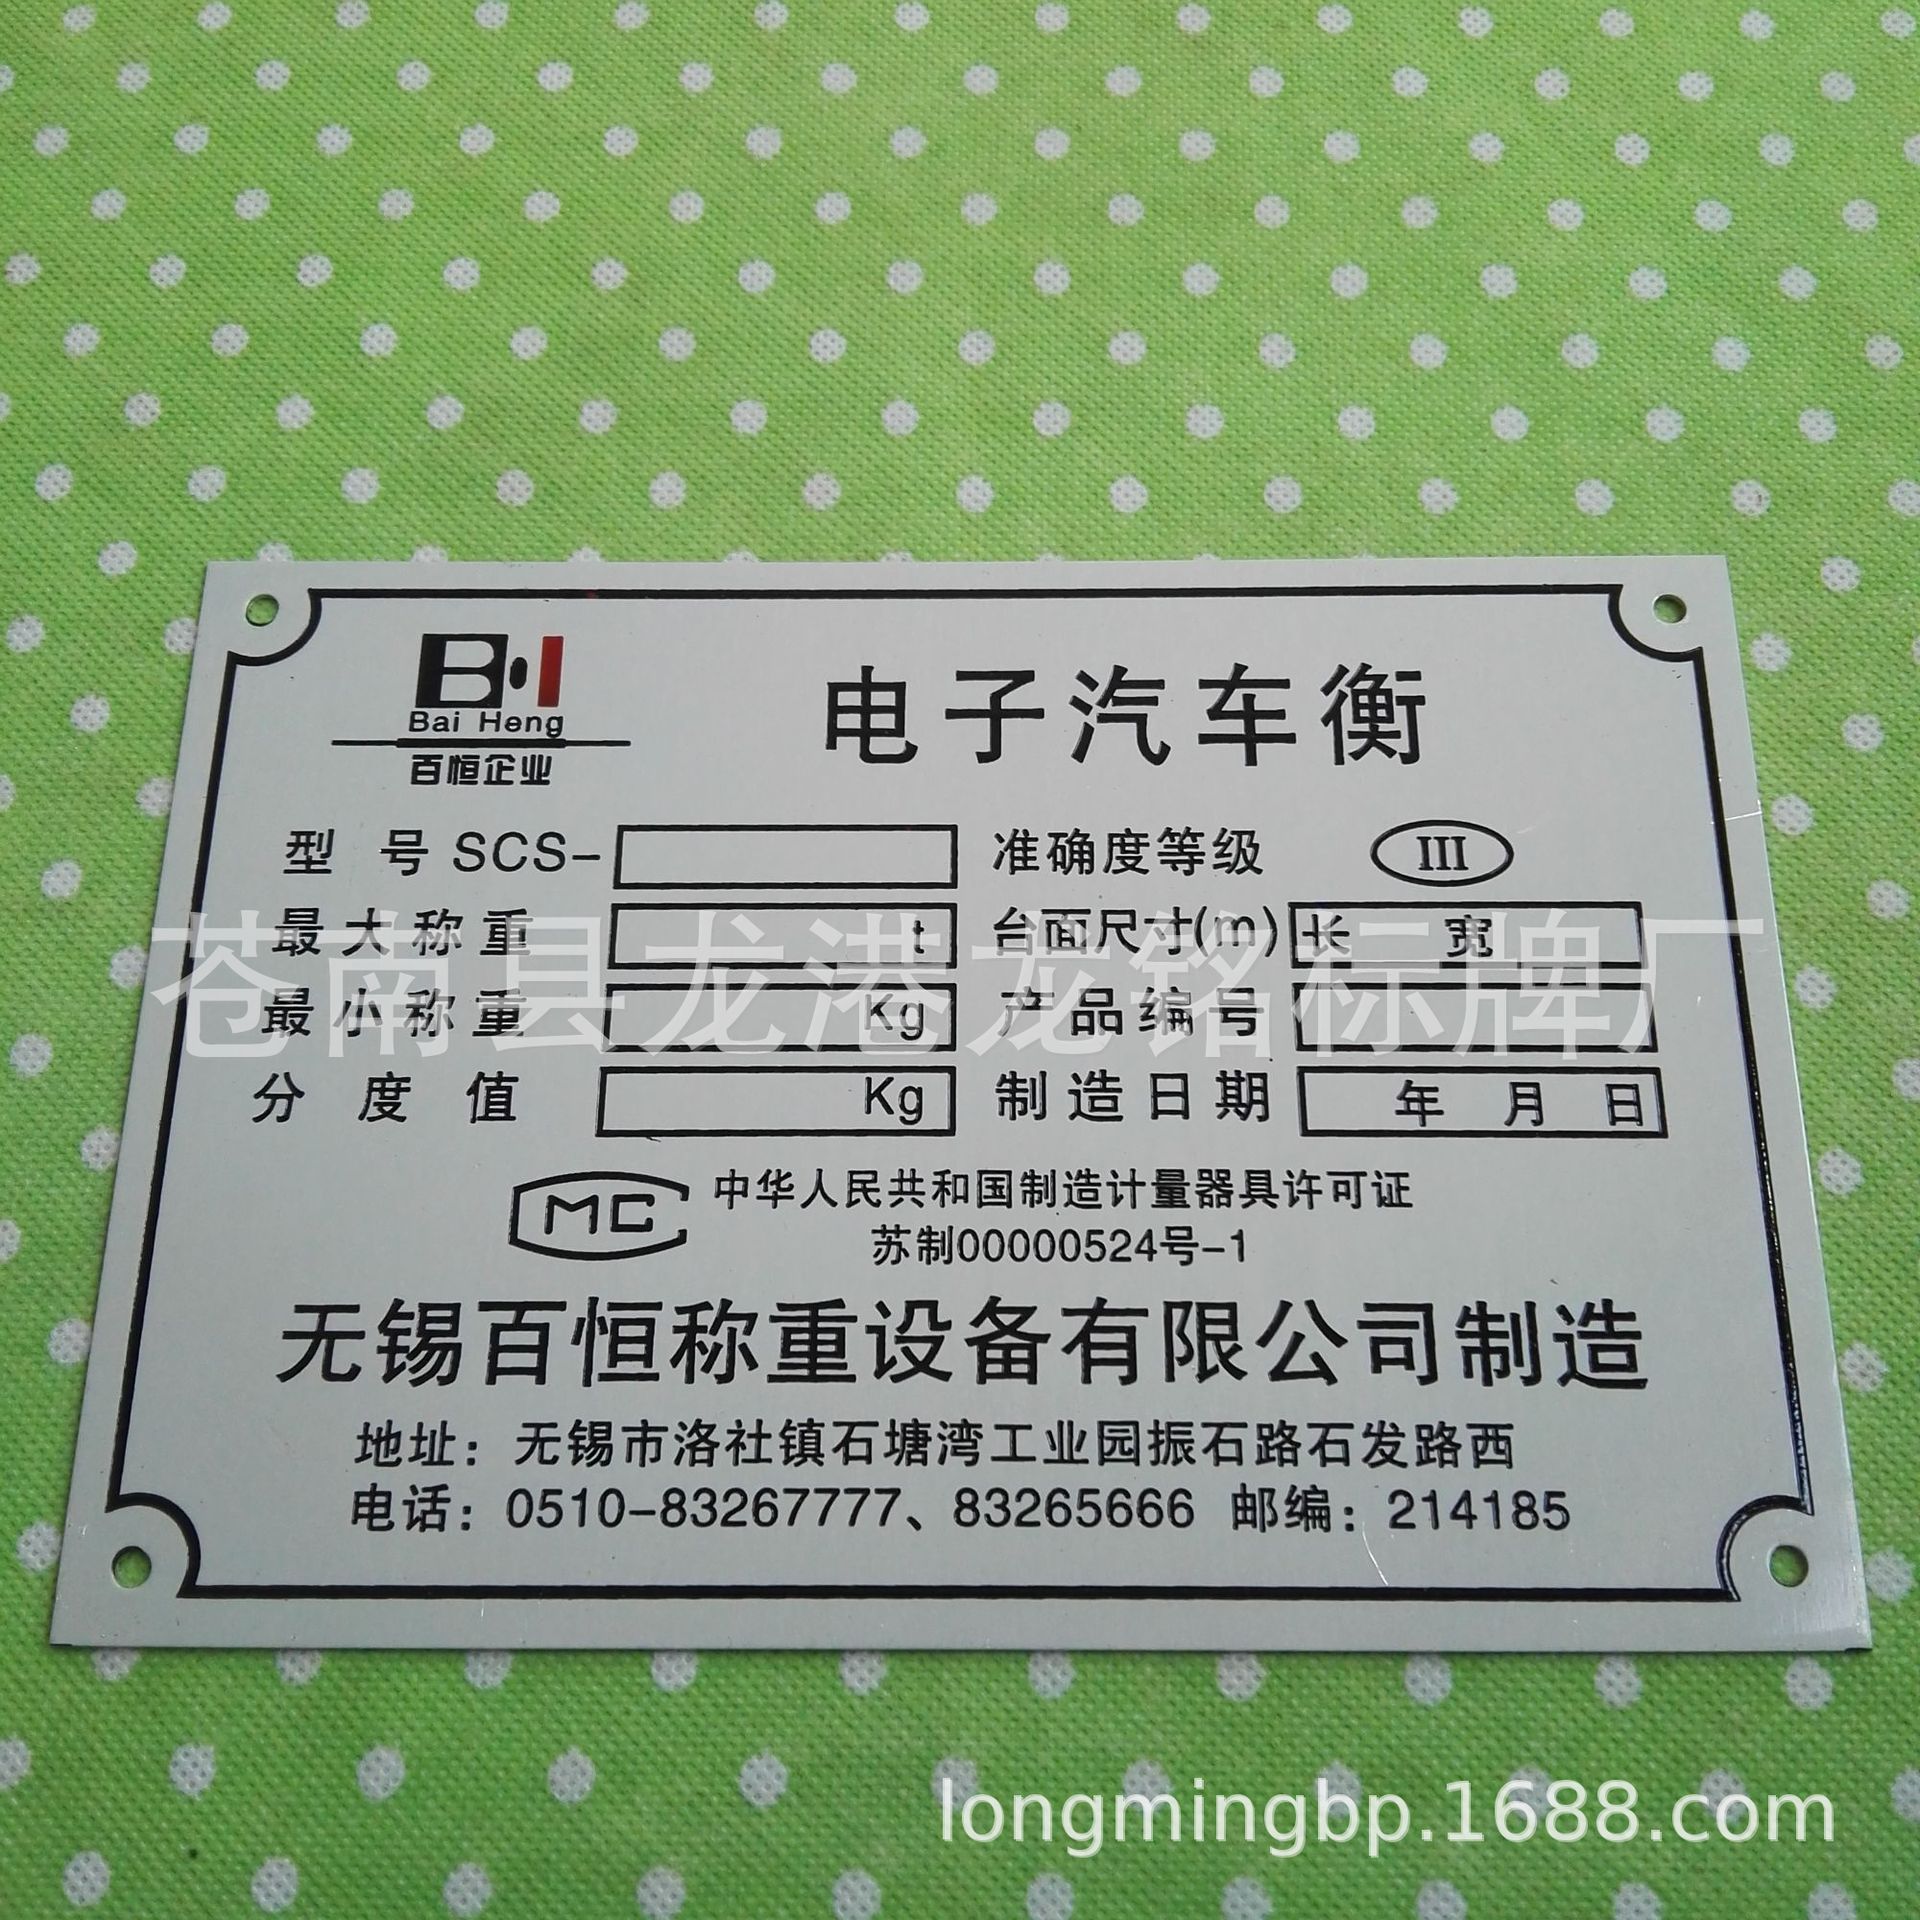 Bai Heng
百恒企业
电子汽车衡
型 号 SCS-
准确度等级 III
最大称重 t
台面尺寸(m) 长 宽
最小称重 Kg
产品编号
分度值 Kg
制造日期 年 月 日
MC 中华人民共和国制造计量器具许可证
苏制00000524号-1
无锡百恒称重设备有限公司制造
地址：无锡市洛社镇石塘湾工业园振石路石发路西
电话：0510-83267777、83265666 邮编：214185
苍南县龙港龙铭标牌厂
longmingbp.1688.com